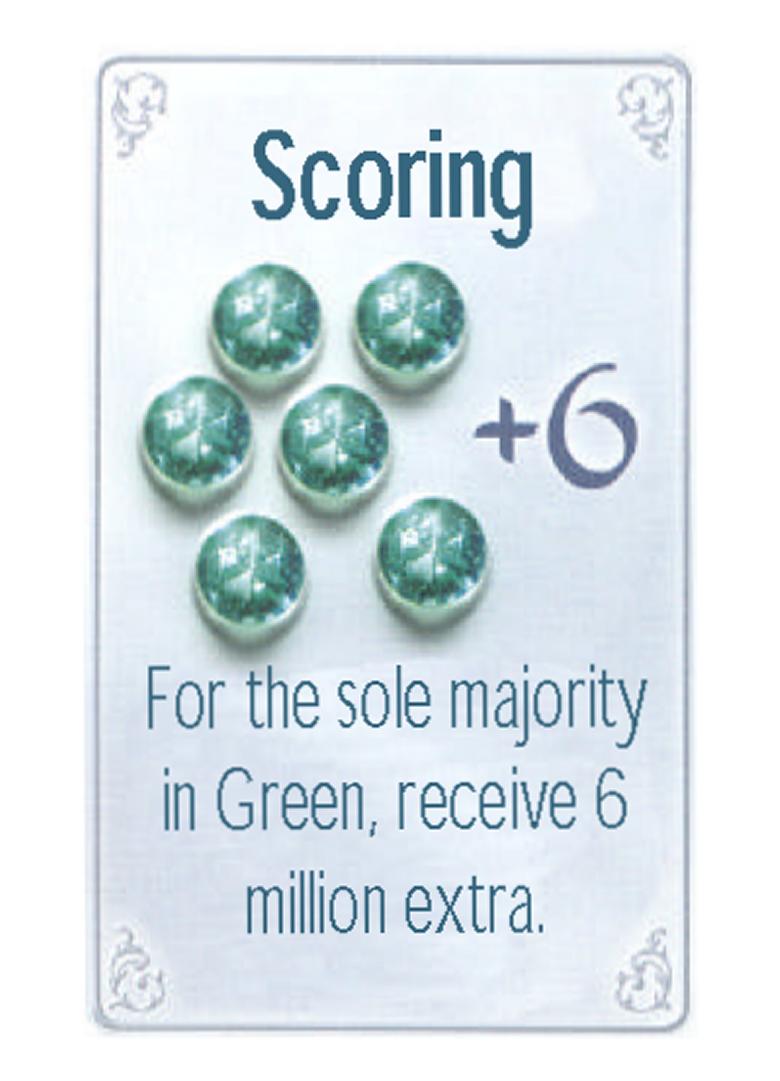 Scoring
+6
For the sole majority
in Green, receive 6
million extra.